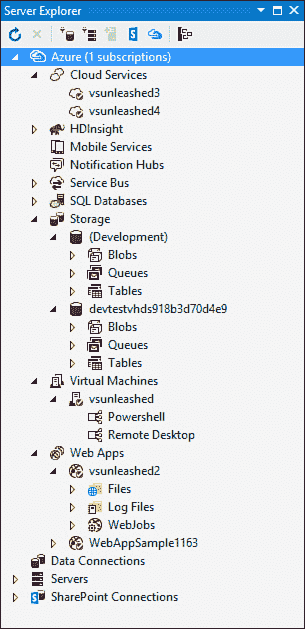 Server Explorer
Azure (1 subscriptions)
Cloud Services
vsunleashed3
vsunleashed4
HDInsight
Mobile Services
Notification Hubs
Service Bus
SQL Databases
Storage
(Development)
Blobs
Queues
Tables
devtestvhds918b3d70d4e9
Blobs
Queues
Tables
Virtual Machines
vsunleashed
Powershell
Remote Desktop
Web Apps
vsunleashed2
Files
Log Files
WebJobs
WebAppSample1163
Data Connections
Servers
SharePoint Connections